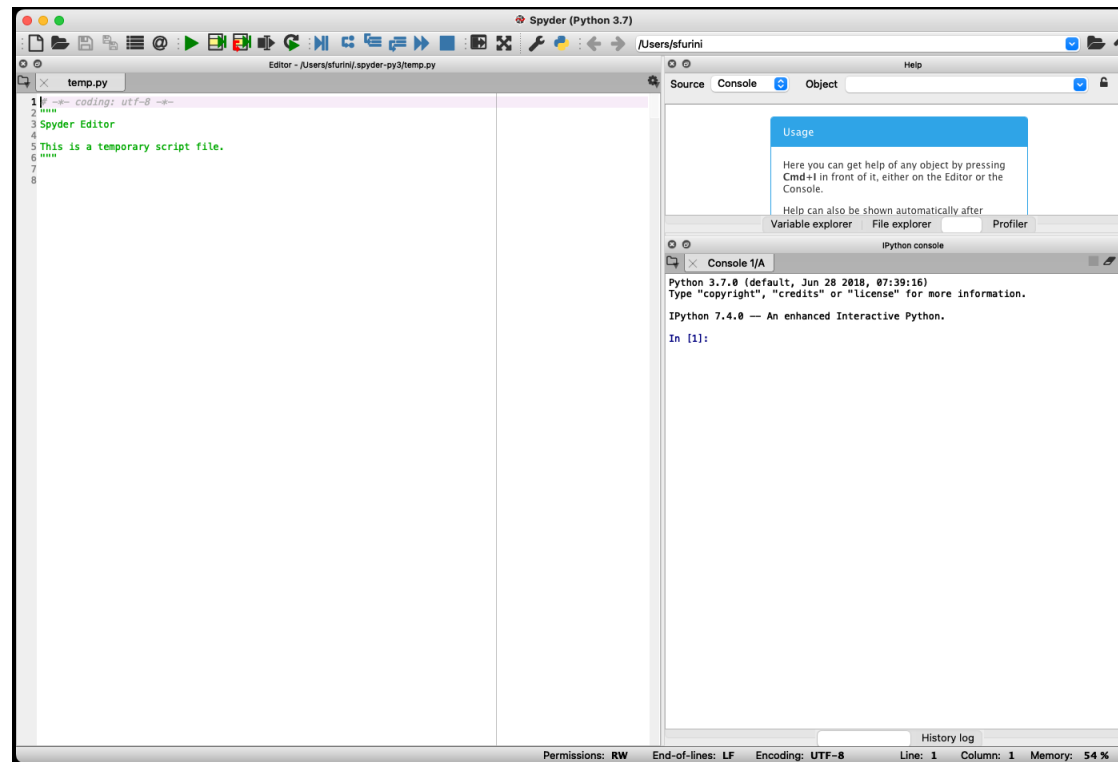 Spyder (Python 3.7)
/Users/sfurini
Editor - /Users/sfurini/.spyder-py3/temp.py
temp.py
1 # -*- coding: utf-8 -*-
2 """
3 Spyder Editor
4
5 This is a temporary script file.
6 """
7
8
Help
Source Console Object
Usage
Here you can get help of any object by pressing
Cmd+I in front of it, either on the Editor or the
Console.
Help can also be shown automatically after
Variable explorer File explorer Profiler
IPython console
Console 1/A
Python 3.7.0 (default, Jun 28 2018, 07:39:16)
Type "copyright", "credits" or "license" for more information.
IPython 7.4.0 -- An enhanced Interactive Python.
In [1]:
History log
Permissions: RW End-of-lines: LF Encoding: UTF-8 Line: 1 Column: 1 Memory: 54 %